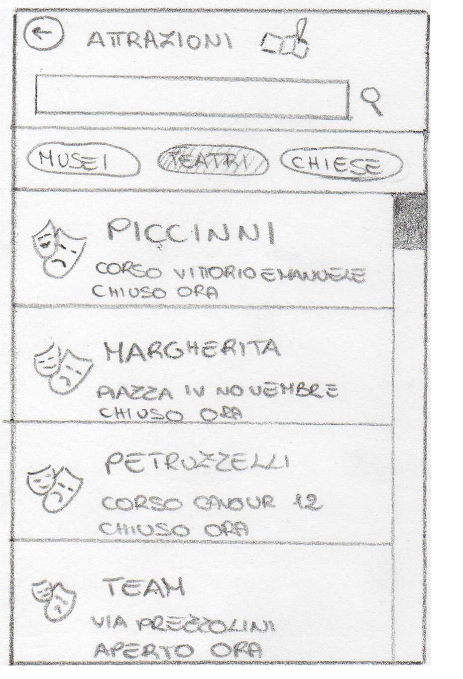 ATTRAZIONI
MUSEI TEATRI CHIESE
PICCINNI
CORSO VITTORIO EMANUELE
CHIUSO ORA
MARGHERITA
PIAZZA IV NOVEMBRE
CHIUSO ORA
PETRUZZELLI
CORSO CAVOUR 12
CHIUSO ORA
TEAM
VIA PREZZOLINI
APERTO ORA